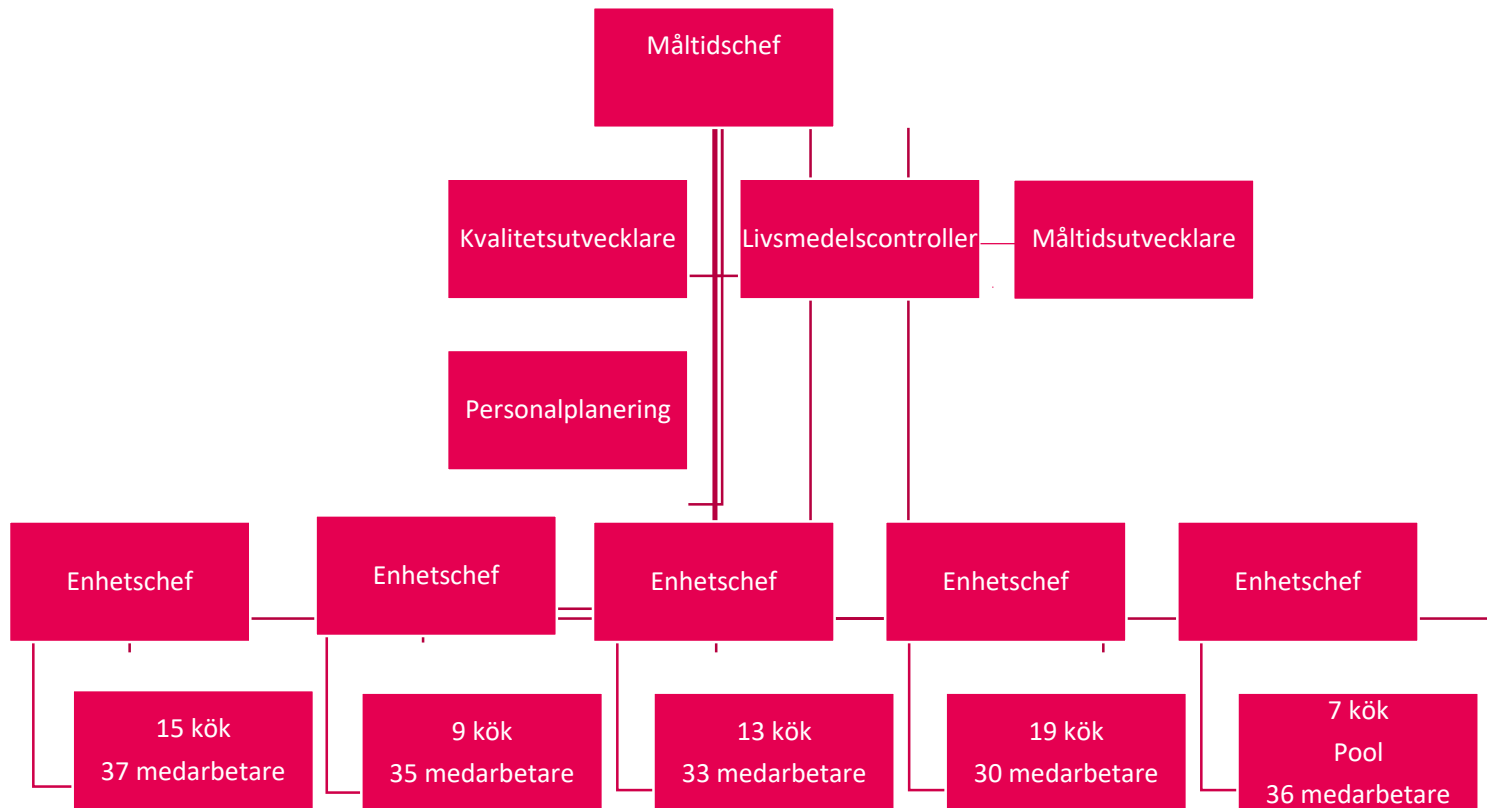 Måltidschef
Kvalitetsutvecklare
Livsmedelscontroller
Måltidsutvecklare
Personalplanering
Enhetschef
Enhetschef
Enhetschef
Enhetschef
Enhetschef
15 kök
37 medarbetare
9 kök
35 medarbetare
13 kök
33 medarbetare
19 kök
30 medarbetare
7 kök
Pool
36 medarbetare